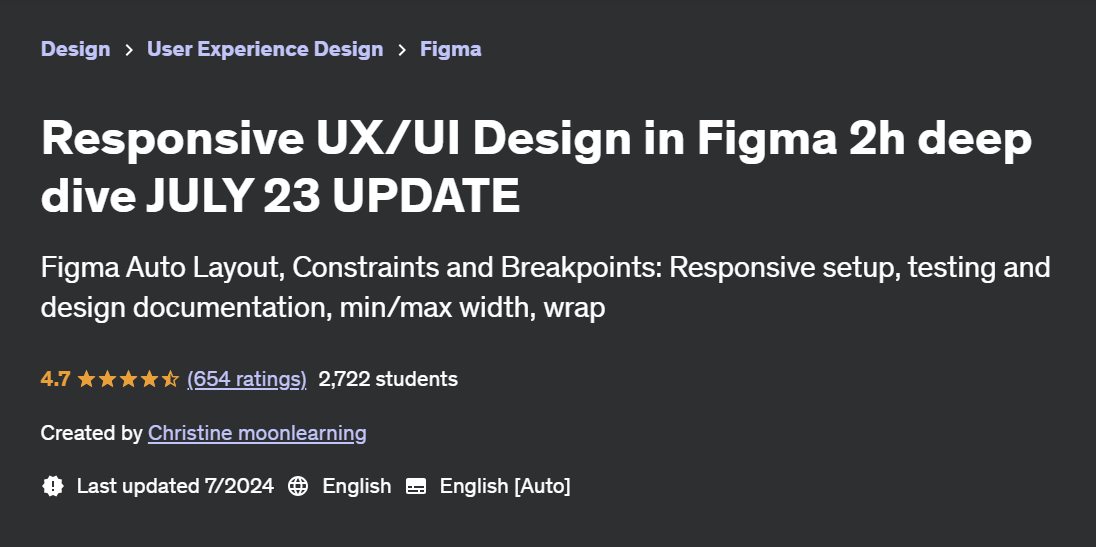 Design > User Experience Design > Figma
Responsive UX/UI Design in Figma 2h deep
dive JULY 23 UPDATE
Figma Auto Layout, Constraints and Breakpoints: Responsive setup, testing and
design documentation, min/max width, wrap
4.7 (654 ratings) 2,722 students
Created by Christine moonlearning
Last updated 7/2024 English English [Auto]